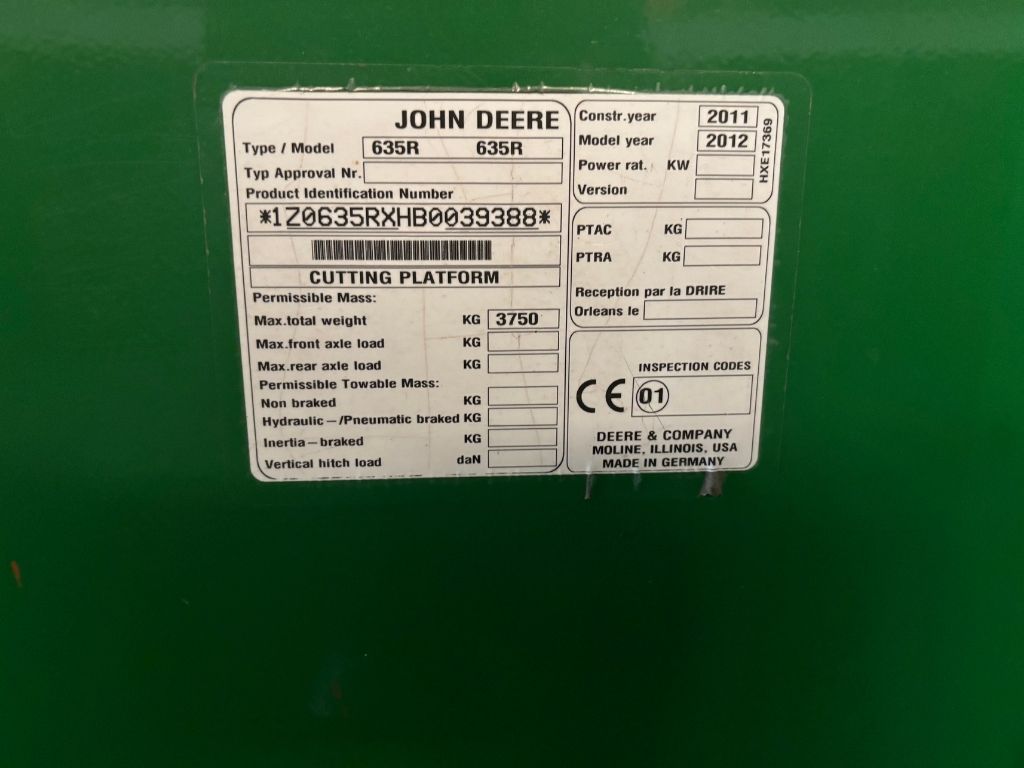 JOHN DEERE
Type / Model 635R 635R
Typ Approval Nr.
Product Identification Number
*1Z0635RXHB0039388*
CUTTING PLATFORM
Permissible Mass:
Max.total weight KG 3750
Max.front axle load KG
Max.rear axle load KG
Permissible Towable Mass:
Non braked KG
Hydraulic-/Pneumatic braked KG
Inertia-braked KG
Vertical hitch load daN
Constr.year 2011
Model year 2012
Power rat. KW
Version
HXE17369
PTAC KG
PTRA KG
Reception par la DRIRE
Orleans le
INSPECTION CODES
CE 01
DEERE & COMPANY
MOLINE, ILLINOIS, USA
MADE IN GERMANY